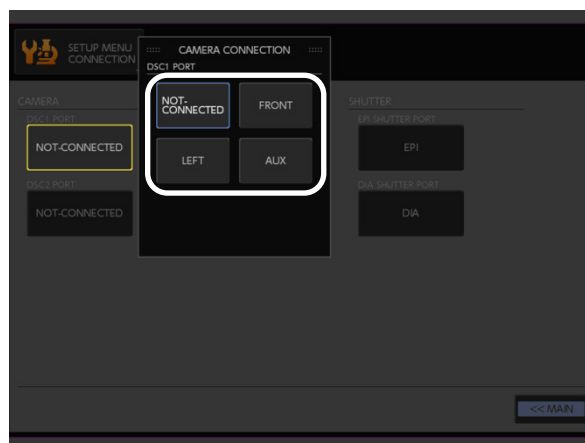 SETUP MENU
CONNECTION
CAMERA CONNECTION
DSC1 PORT
NOT-
CONNECTED
FRONT
LEFT
AUX
CAMERA
DSC1 PORT
NOT-CONNECTED
DSC2 PORT
NOT-CONNECTED
SHUTTER
EPI SHUTTER PORT
EPI
DIA SHUTTER PORT
DIA
<< MAIN